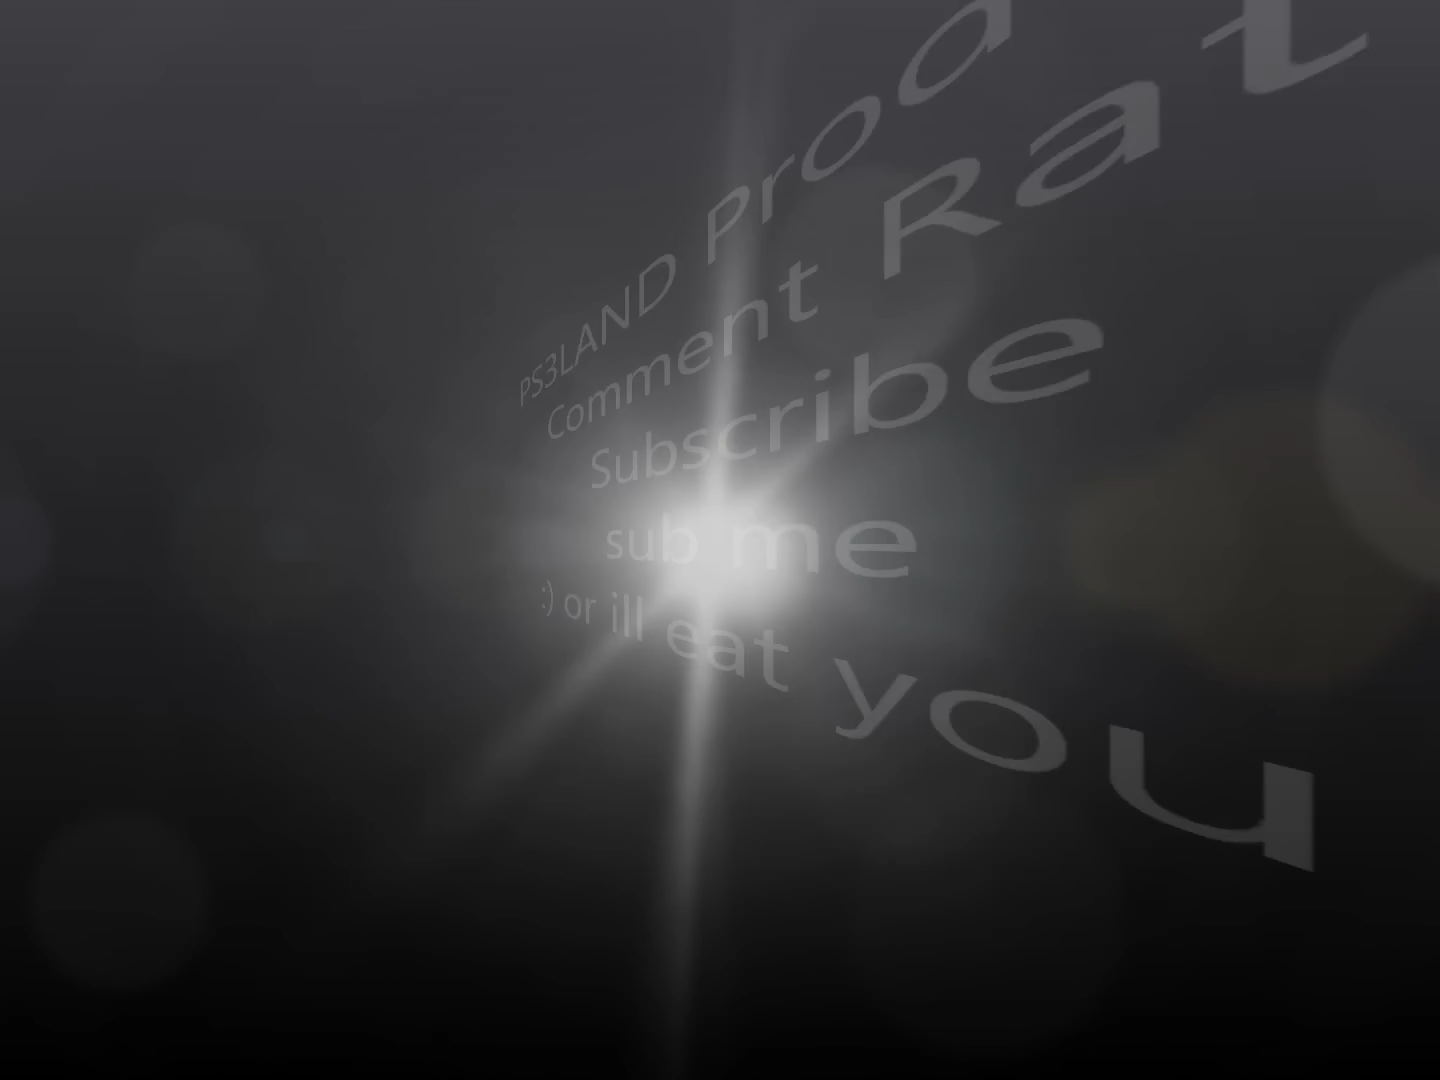 PS3LAND Prod
Comment Rat
Subscribe
sub me
:) or ill eat you